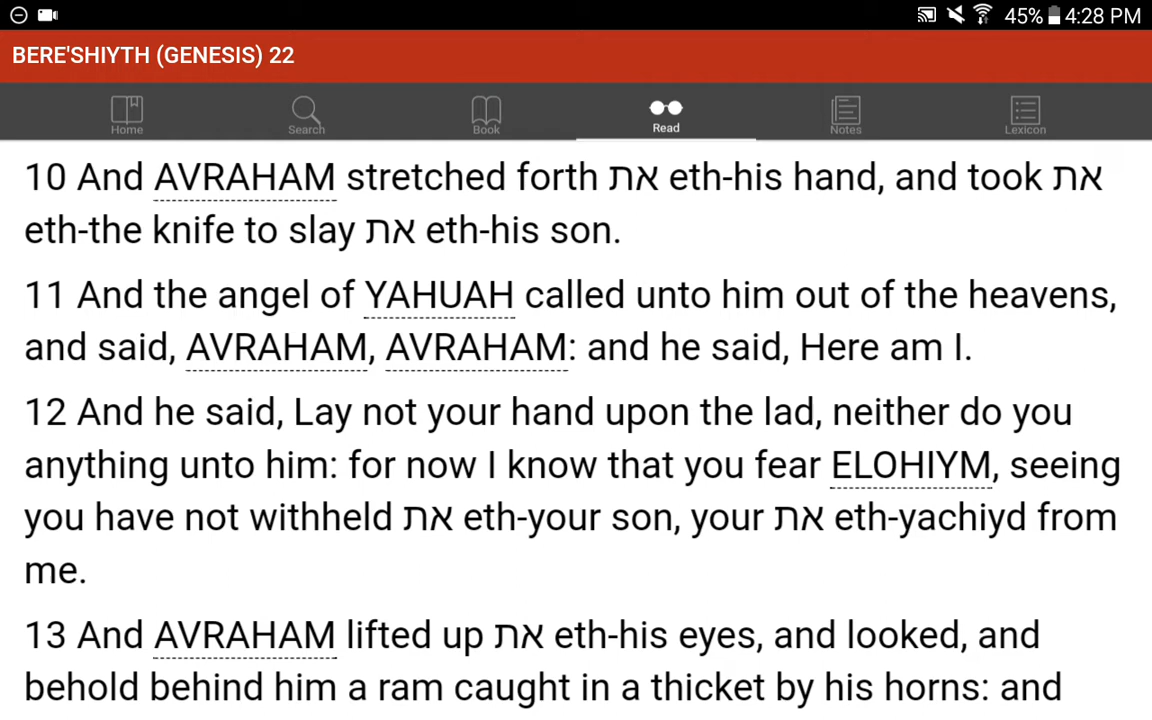 45% 4:28 PM
BERE'SHIYTH (GENESIS) 22
Home Search Book Read Notes Lexicon
10 And AVRAHAM stretched forth את eth-his hand, and took את
eth-the knife to slay את eth-his son.
11 And the angel of YAHUAH called unto him out of the heavens,
and said, AVRAHAM, AVRAHAM: and he said, Here am I.
12 And he said, Lay not your hand upon the lad, neither do you
anything unto him: for now I know that you fear ELOHIYM, seeing
you have not withheld את eth-your son, your את eth-yachiyd from
me.
13 And AVRAHAM lifted up את eth-his eyes, and looked, and
behold behind him a ram caught in a thicket by his horns: and